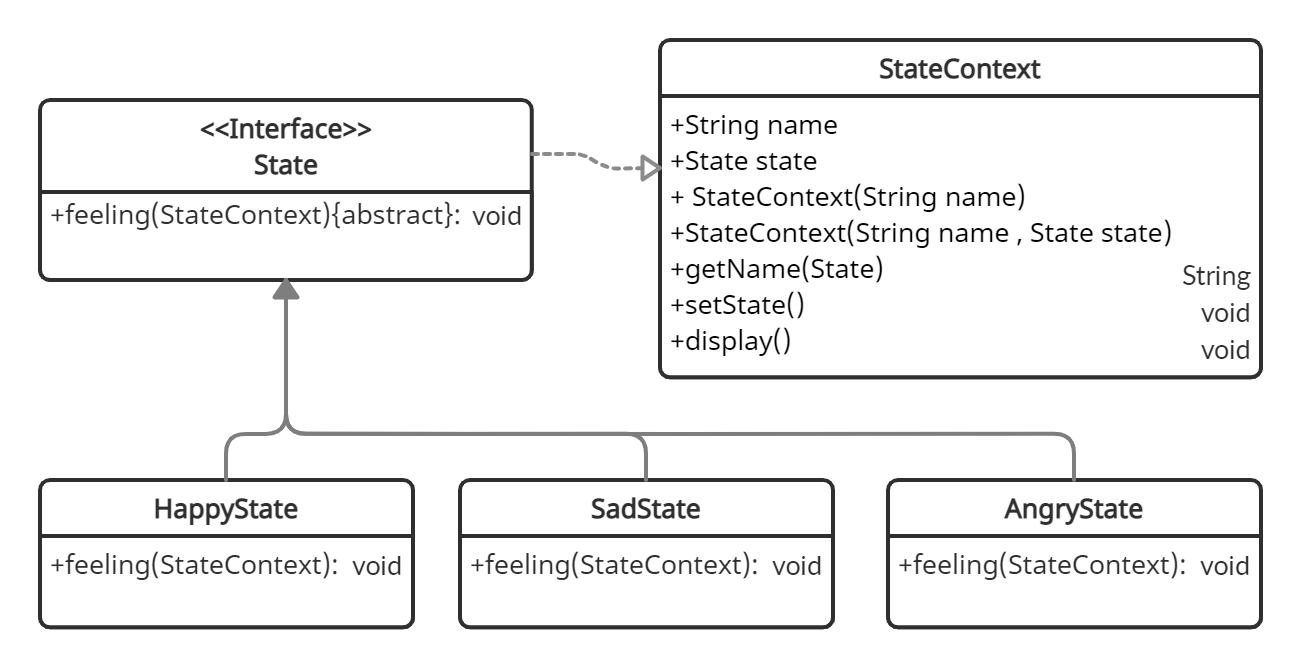 <<Interface>>
State
+feeling(StateContext){abstract}: void
StateContext
+String name
+State state
+ StateContext(String name)
+StateContext(String name , State state)
+getName(State) String
+setState() void
+display() void
HappyState
+feeling(StateContext): void
SadState
+feeling(StateContext): void
AngryState
+feeling(StateContext): void